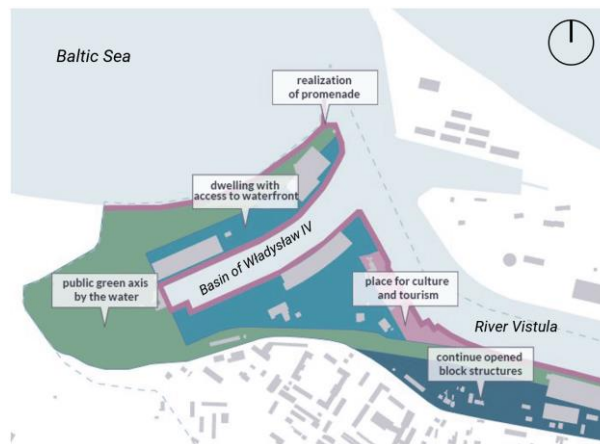 Baltic Sea
realization
of promenade
dwelling with
access to waterfront
Basin of Władysław IV
public green axis
by the water
place for culture
and tourism
River Vistula
continue opened
block structures